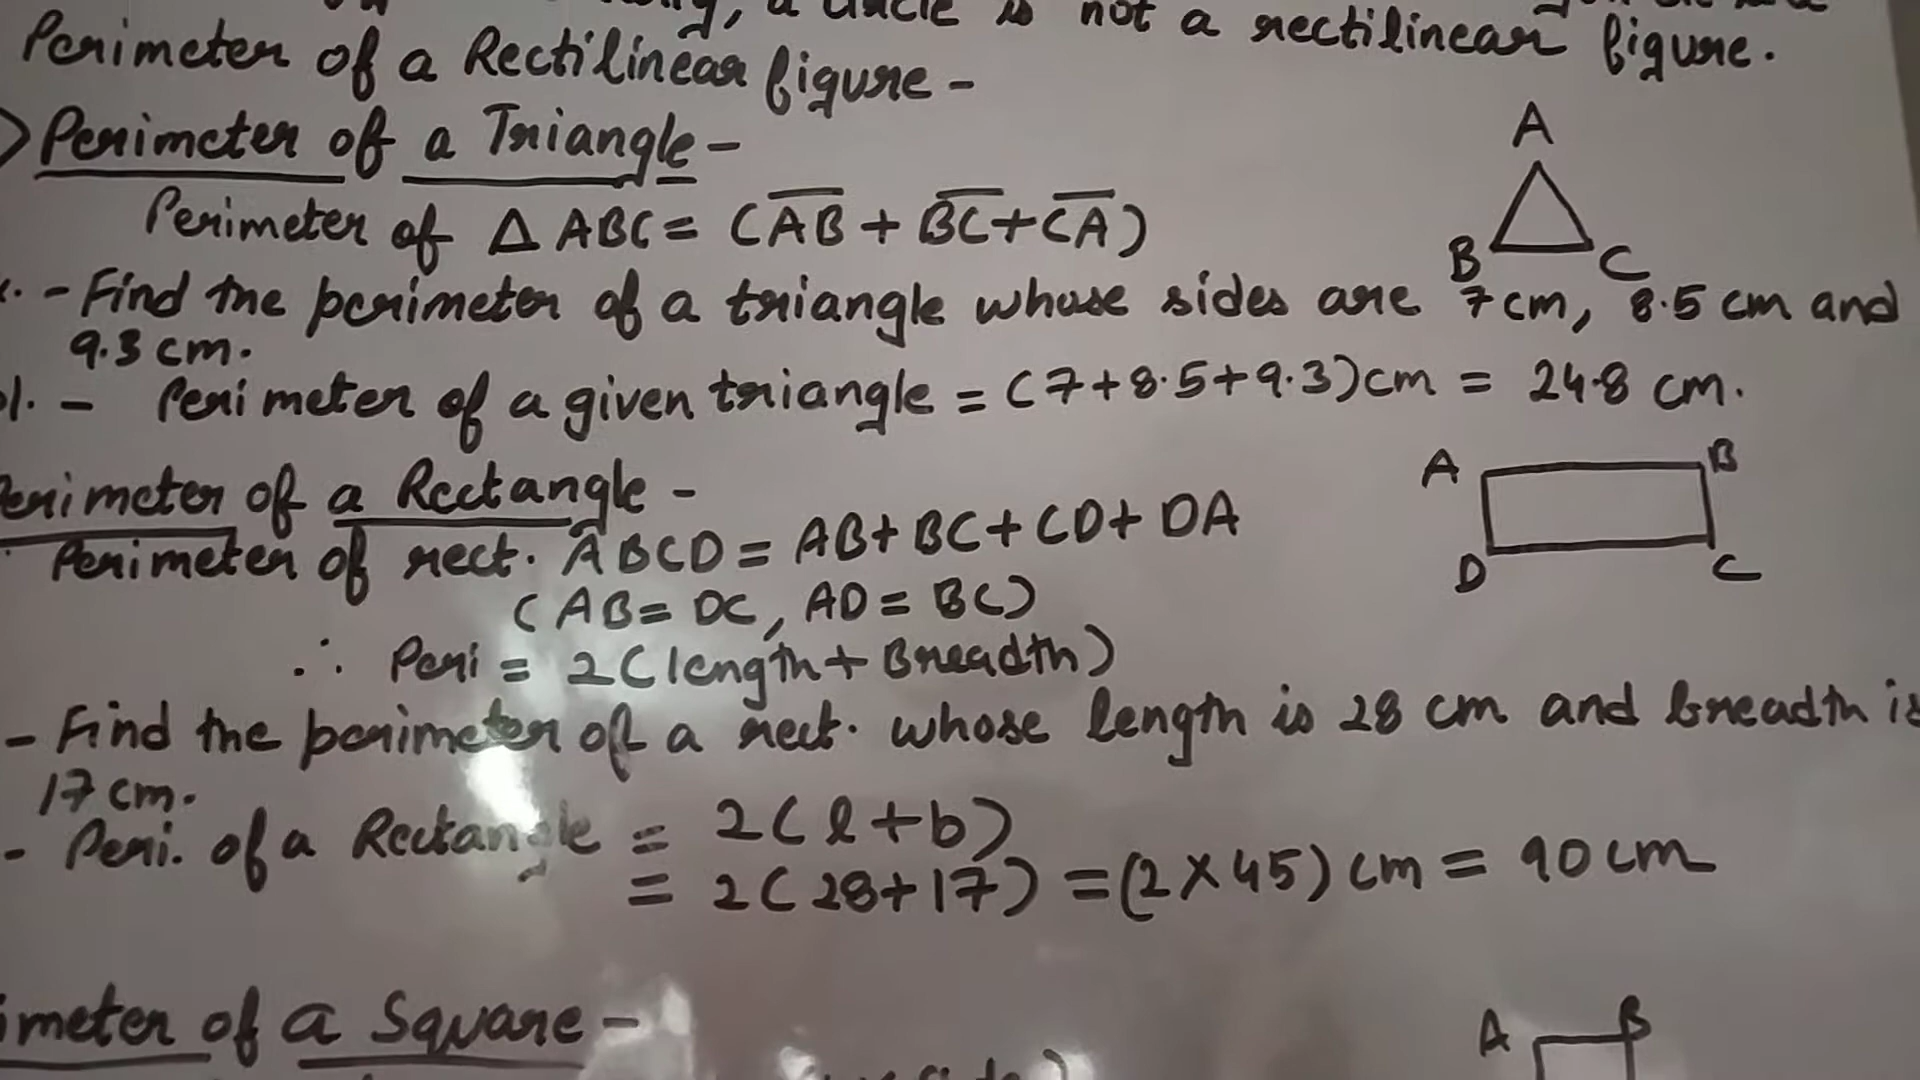 a circle is not a rectilinear figure.
Perimeter of a Rectilinear figure -
Perimeter of a Triangle -
A
Perimeter of Δ ABC = (A̅B̅ + B̅C̅ + C̅A̅)
B C
- Find the perimeter of a triangle whose sides are 7 cm, 8.5 cm and
9.3 cm.
- Perimeter of a given triangle = (7+8.5+9.3)cm = 24.8 cm.
Perimeter of a Rectangle -
A B
Perimeter of rect. ABCD = AB + BC + CD + DA
D C
(AB = DC, AD = BC)
∴ Peri = 2(length + Breadth)
- Find the perimeter of a rect. whose length is 28 cm and breadth is
17 cm.
- Peri. of a Rectangle = 2(l+b)
= 2(28+17) = (2×45) cm = 90 cm
imeter of a Square -
A B